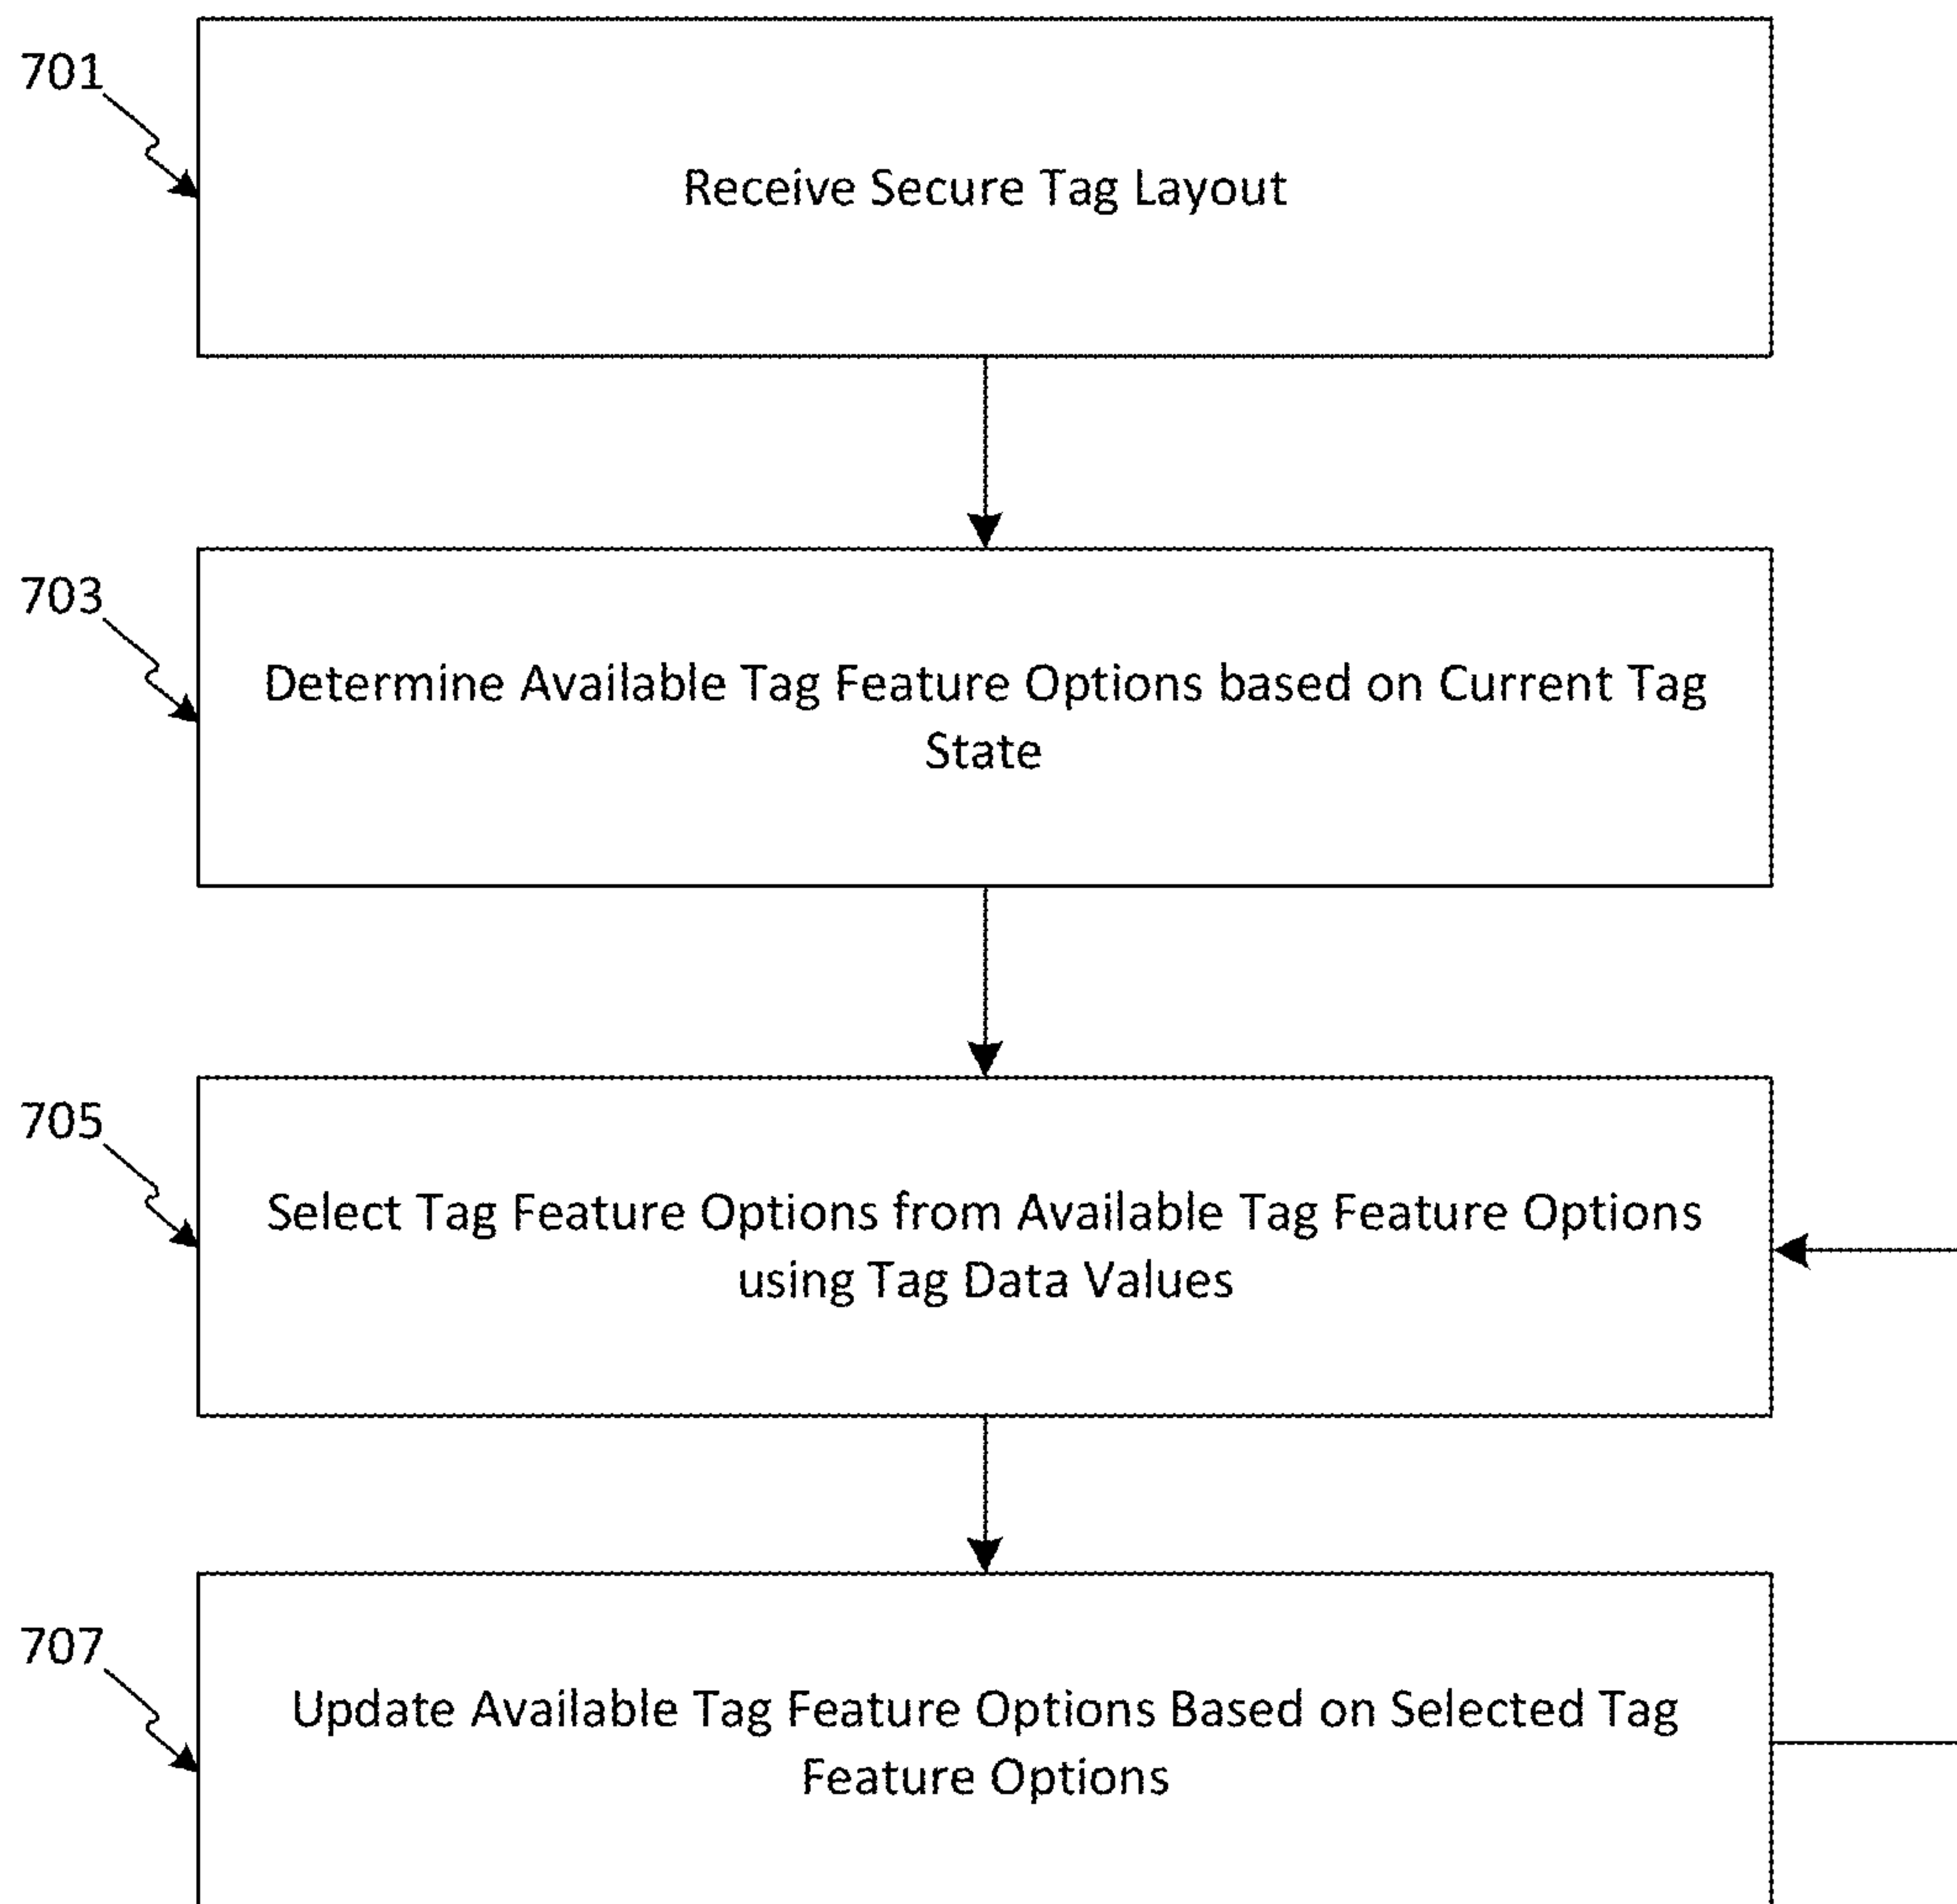 701
Receive Secure Tag Layout
703
Determine Available Tag Feature Options based on Current Tag
State
705
Select Tag Feature Options from Available Tag Feature Options
using Tag Data Values
707
Update Available Tag Feature Options Based on Selected Tag
Feature Options